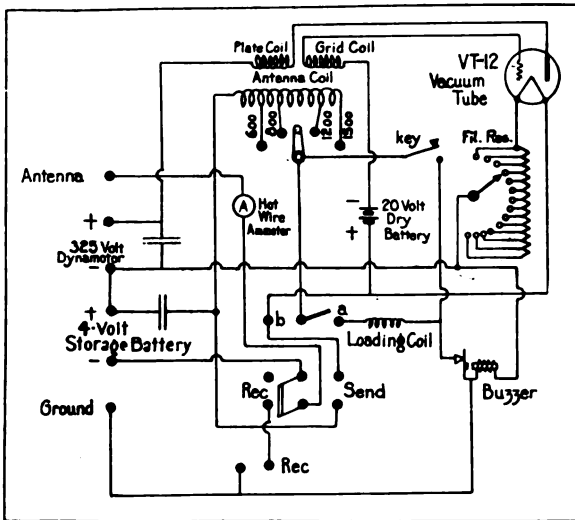 Plate Coil
Grid Coil
Antenna Coil
600
800
1200
1500
VT-12
Vacuum
Tube
key
Fil. Res.
Antenna
A
Hot
Wire
Ammeter
+
325 Volt
Dynamotor
-
-
20 Volt
Dry
Battery
+
+
4-Volt
Storage Battery
-
b
a
Loading Coil
Rec
Send
Buzzer
Ground
Rec